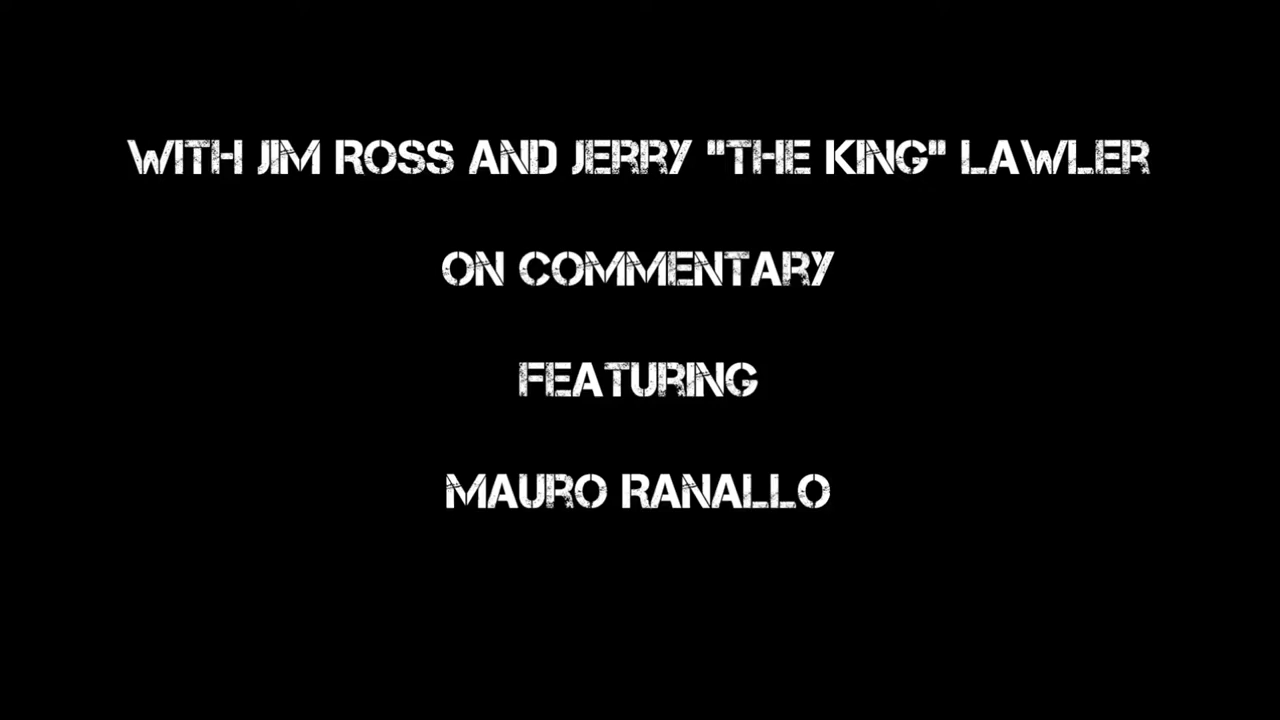 WITH JIM ROSS AND JERRY "THE KING" LAWLER
ON COMMENTARY
FEATURING
MAURO RANALLO